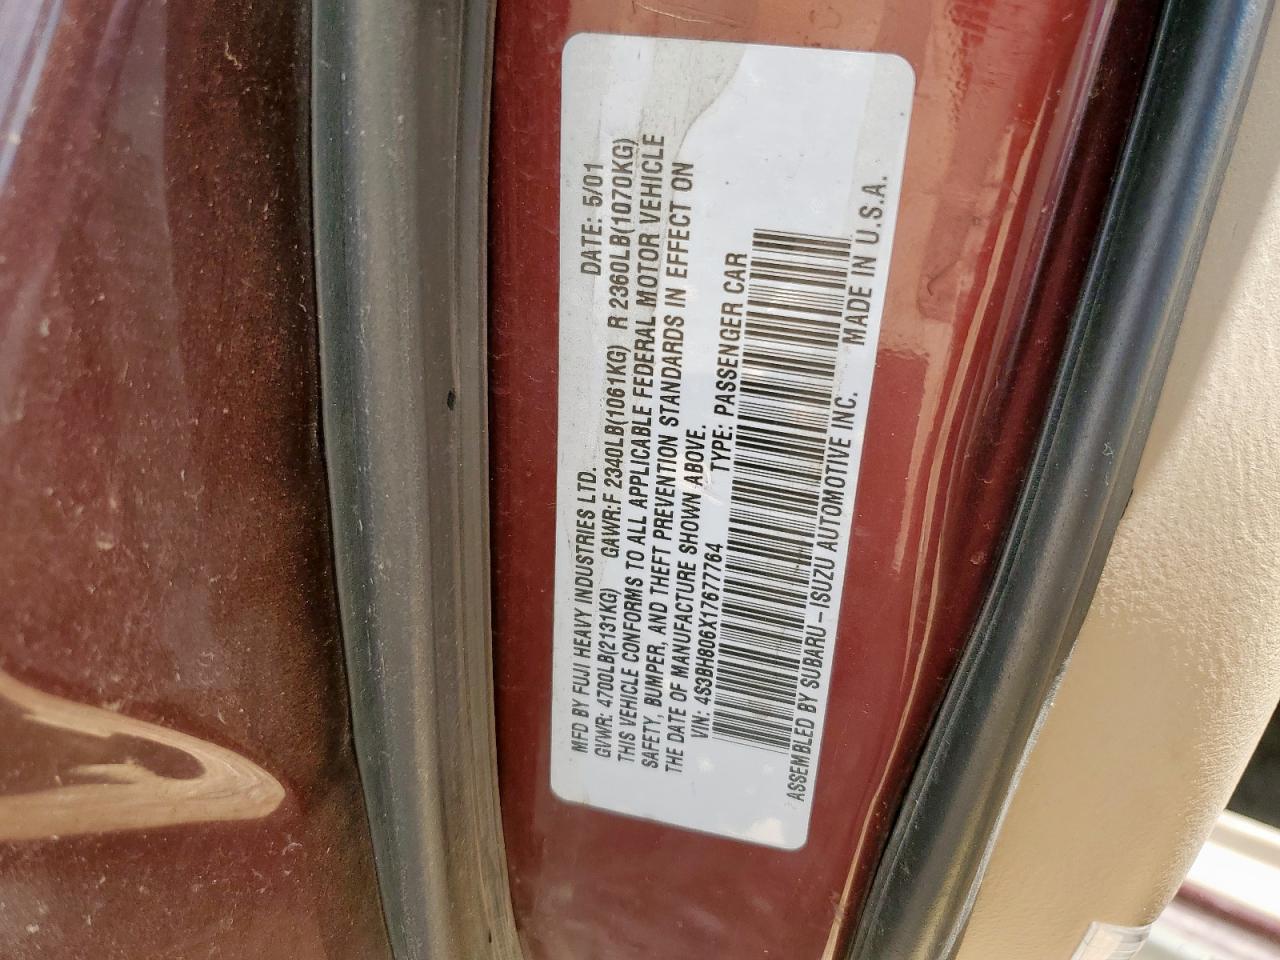 MFD BY FUJI HEAVY INDUSTRIES LTD. DATE: 5/01
GVWR: 4700LB(2131KG) GAWR:F 2340LB(1061KG) R 2360LB(1070KG)
THIS VEHICLE CONFORMS TO ALL APPLICABLE FEDERAL MOTOR VEHICLE
SAFETY, BUMPER, AND THEFT PREVENTION STANDARDS IN EFFECT ON
THE DATE OF MANUFACTURE SHOWN ABOVE.
VIN: 4S3BH806X17677764 TYPE: PASSENGER CAR
ASSEMBLED BY SUBARU-ISUZU AUTOMOTIVE INC. MADE IN U.S.A.